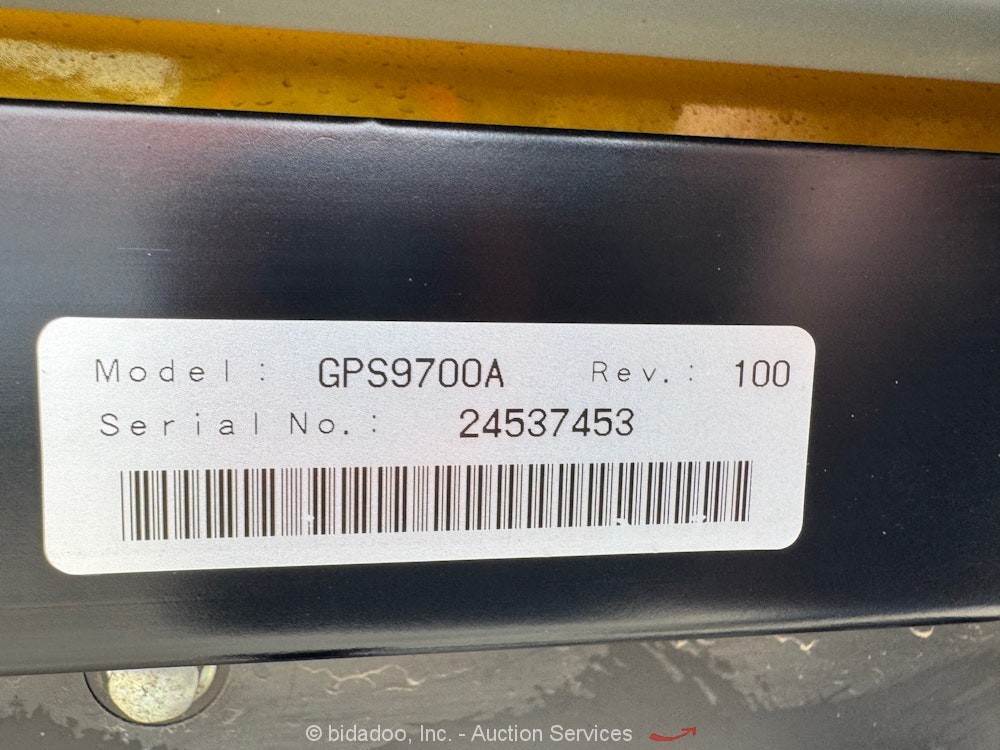 Model: GPS9700A Rev.: 100
Serial No.: 24537453
© bidadoo, Inc. - Auction Services